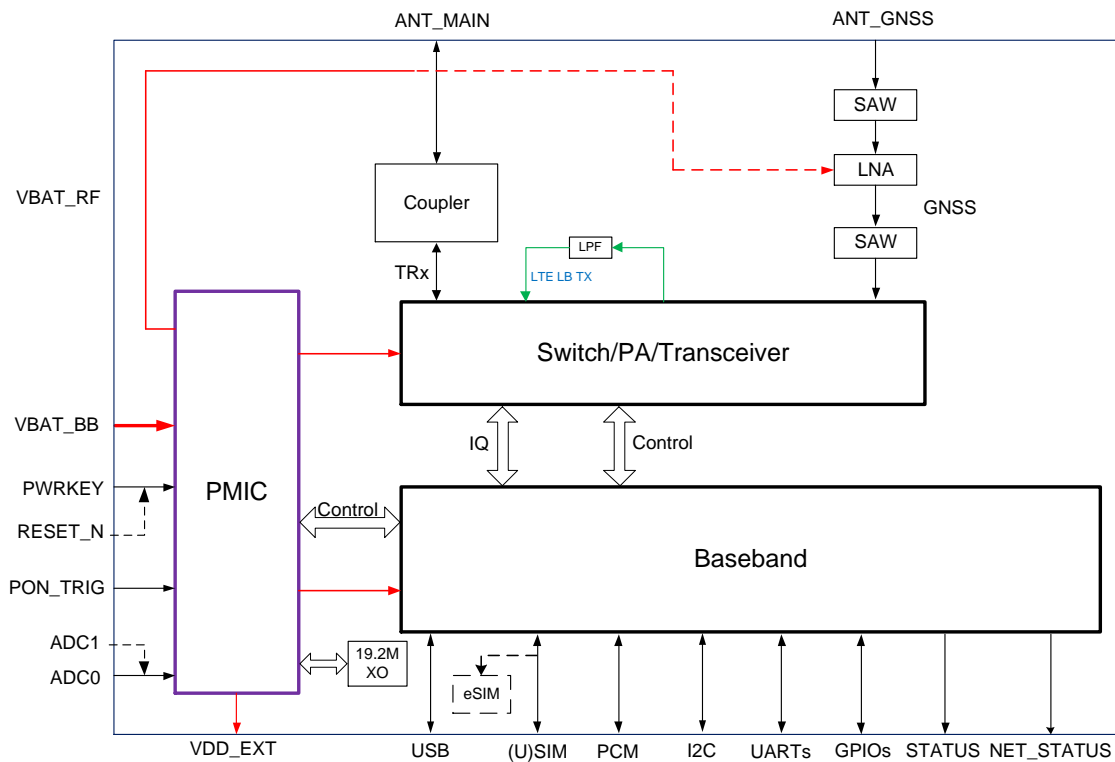 ANT_MAIN
ANT_GNSS
SAW
LNA
VBAT_RF
Coupler
GNSS
SAW
LPF
TRx
LTE LB TX
Switch/PA/Transceiver
VBAT_BB
IQ
Control
PWRKEY
PMIC
RESET_N
Control
Baseband
PON_TRIG
ADC1
19.2M
XO
ADC0
eSIM
VDD_EXT
USB
(U)SIM
PCM
I2C
UARTs
GPIOs
STATUS
NET_STATUS